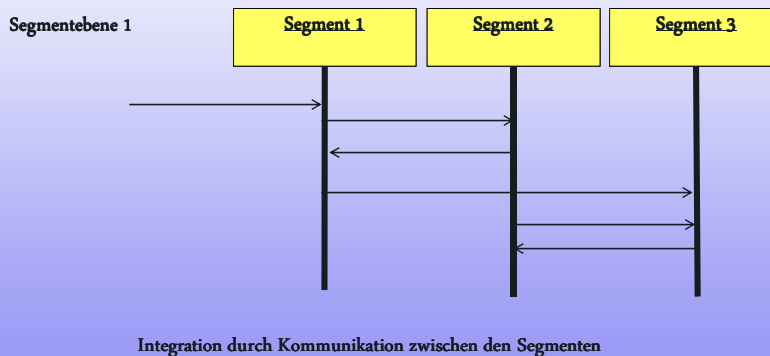 Segmentebene 1
Segment 1
Segment 2
Segment 3
Integration durch Kommunikation zwischen den Segmenten